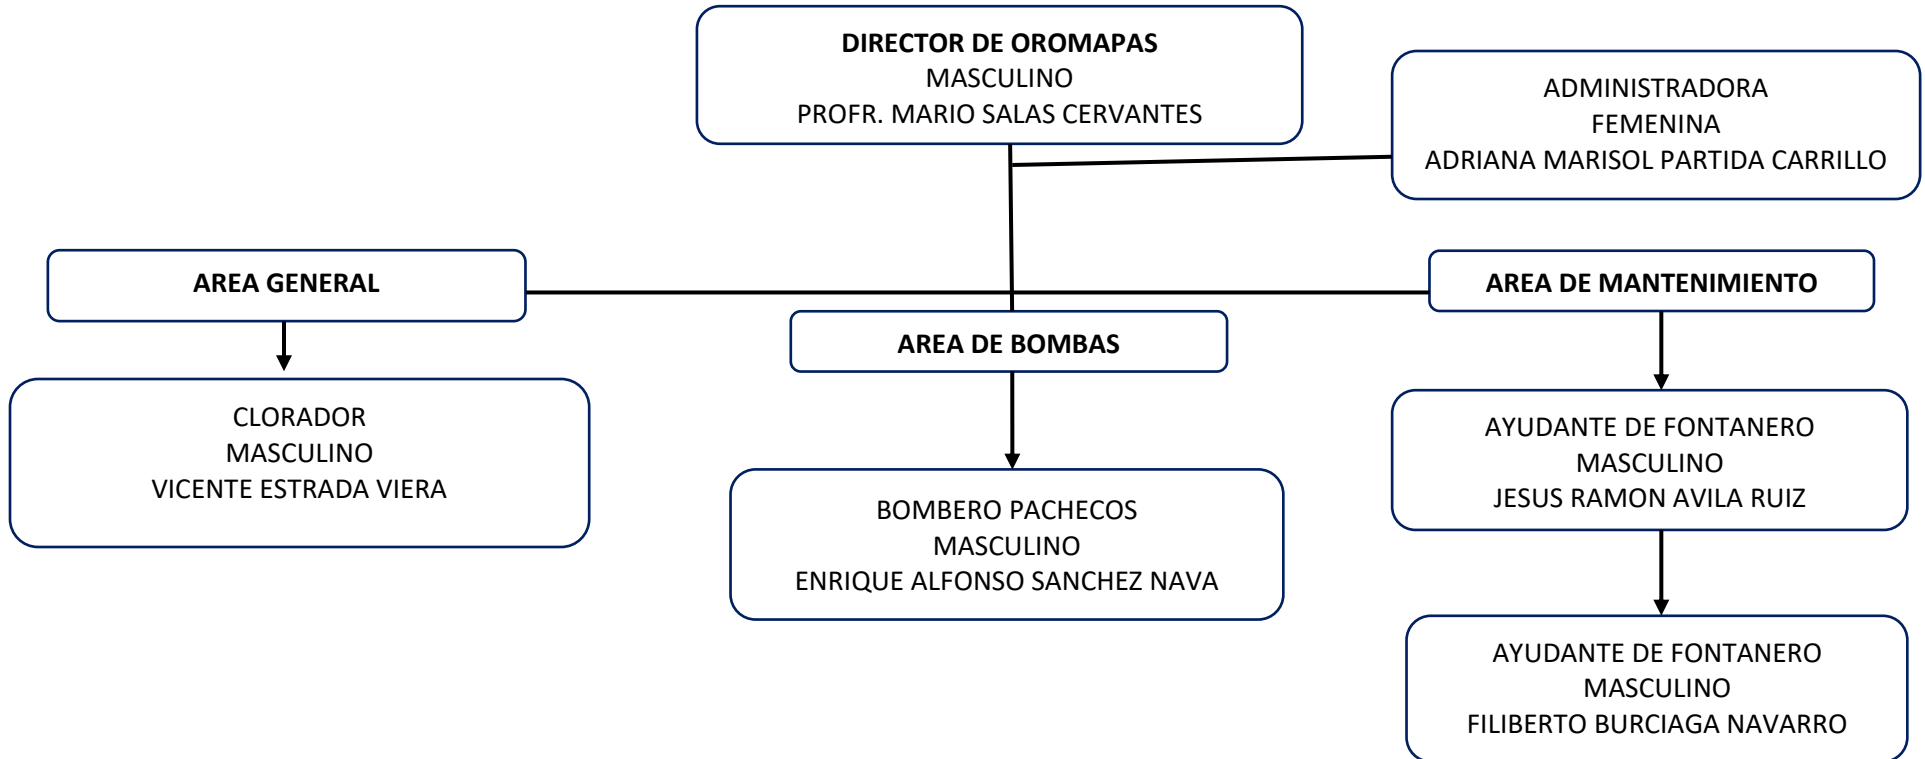 DIRECTOR DE OROMAPAS
MASCULINO
PROFR. MARIO SALAS CERVANTES
ADMINISTRADORA
FEMENINA
ADRIANA MARISOL PARTIDA CARRILLO
AREA GENERAL
AREA DE BOMBAS
AREA DE MANTENIMIENTO
CLORADOR
MASCULINO
VICENTE ESTRADA VIERA
BOMBERO PACHECOS
MASCULINO
ENRIQUE ALFONSO SANCHEZ NAVA
AYUDANTE DE FONTANERO
MASCULINO
JESUS RAMON AVILA RUIZ
AYUDANTE DE FONTANERO
MASCULINO
FILIBERTO BURCIAGA NAVARRO